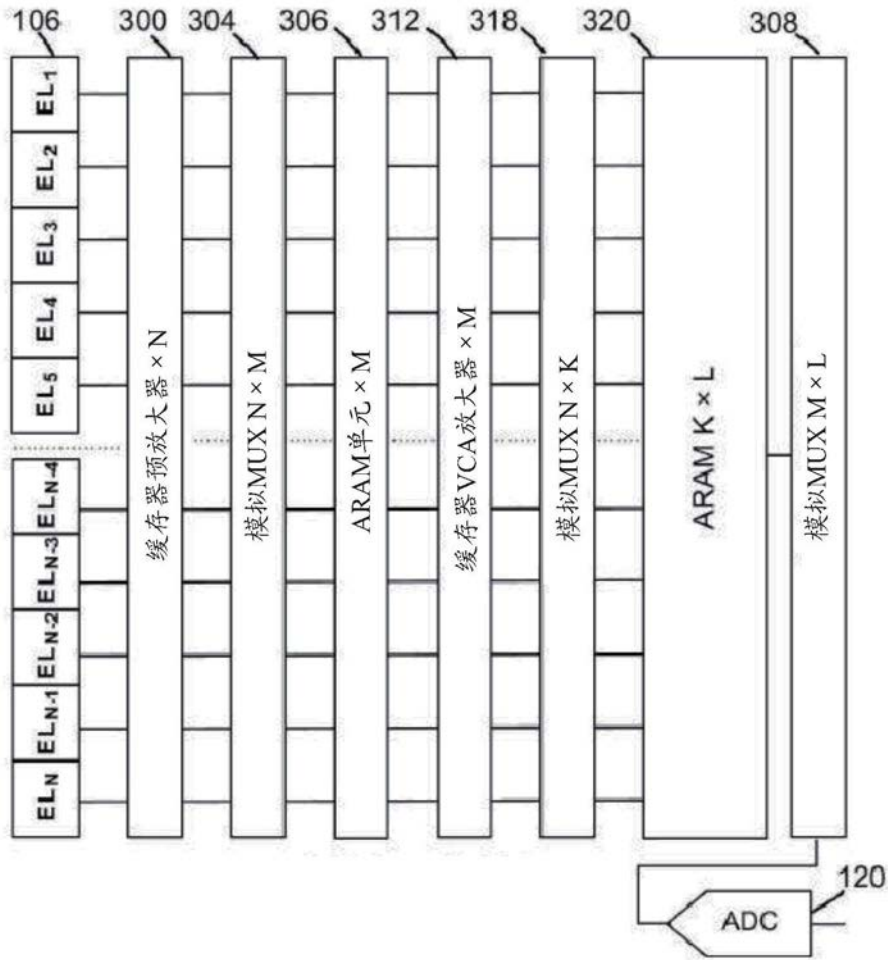 106
300
304
306
312
318
320
308
EL1
EL2
EL3
EL4
EL5
ELN-4
ELN-3
ELN-2
ELN-1
ELN
缓存器预放大器×N
模拟MUX N×M
ARAM单元×M
缓存器VCA放大器×M
模拟MUX N×K
ARAM K×L
模拟MUX M×L
ADC
120